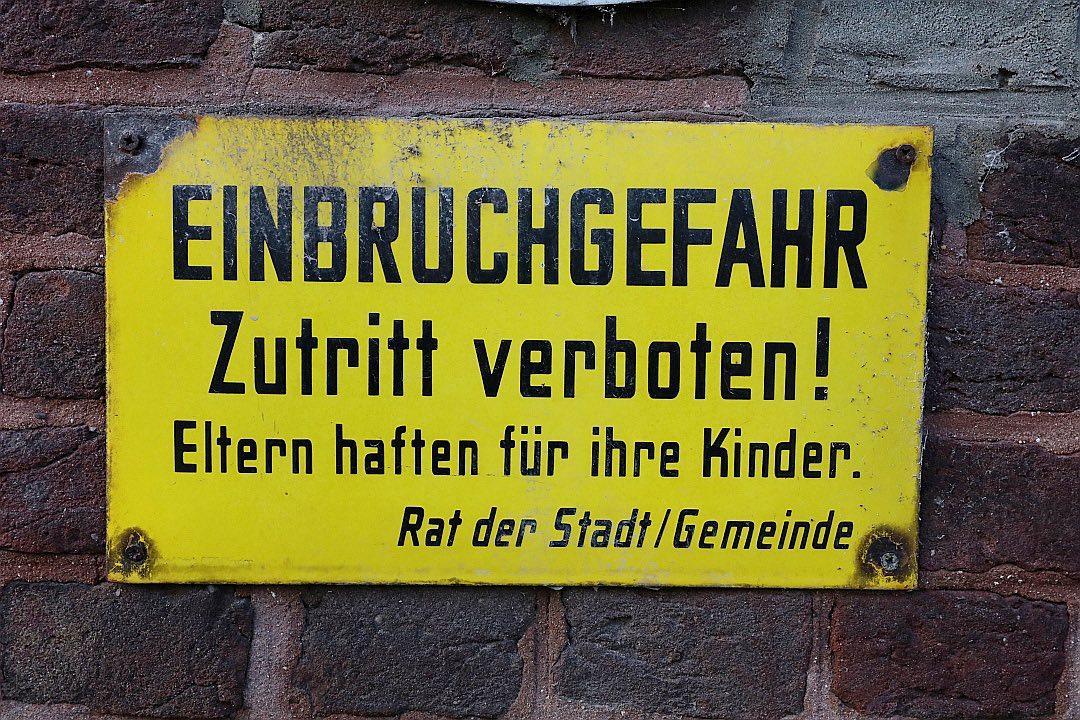 EINBRUCHGEFAHR
Zutritt verboten!
Eltern haften für ihre Kinder.
Rat der Stadt/Gemeinde